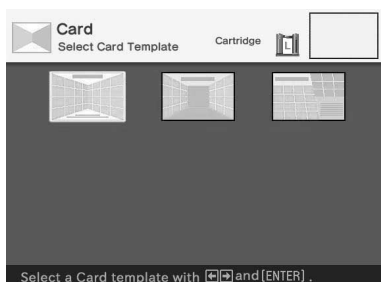 Card
Select Card Template
Cartridge
L
Select a Card template with ←→ and [ENTER] .